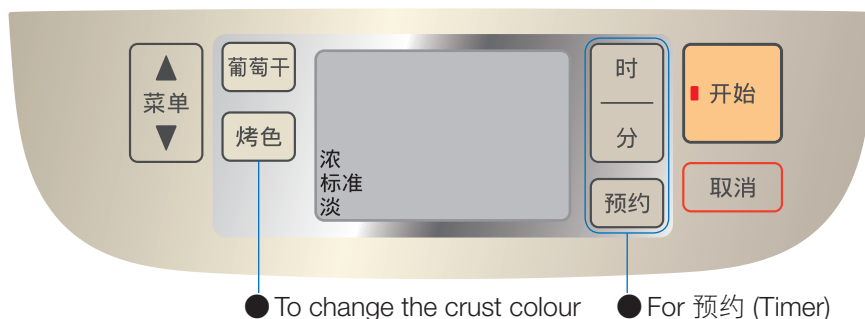 ▲
菜单
▼
葡萄干
烤色
浓
标准
淡
时
分
预约
开始
取消
● To change the crust colour
● For 预约 (Timer)